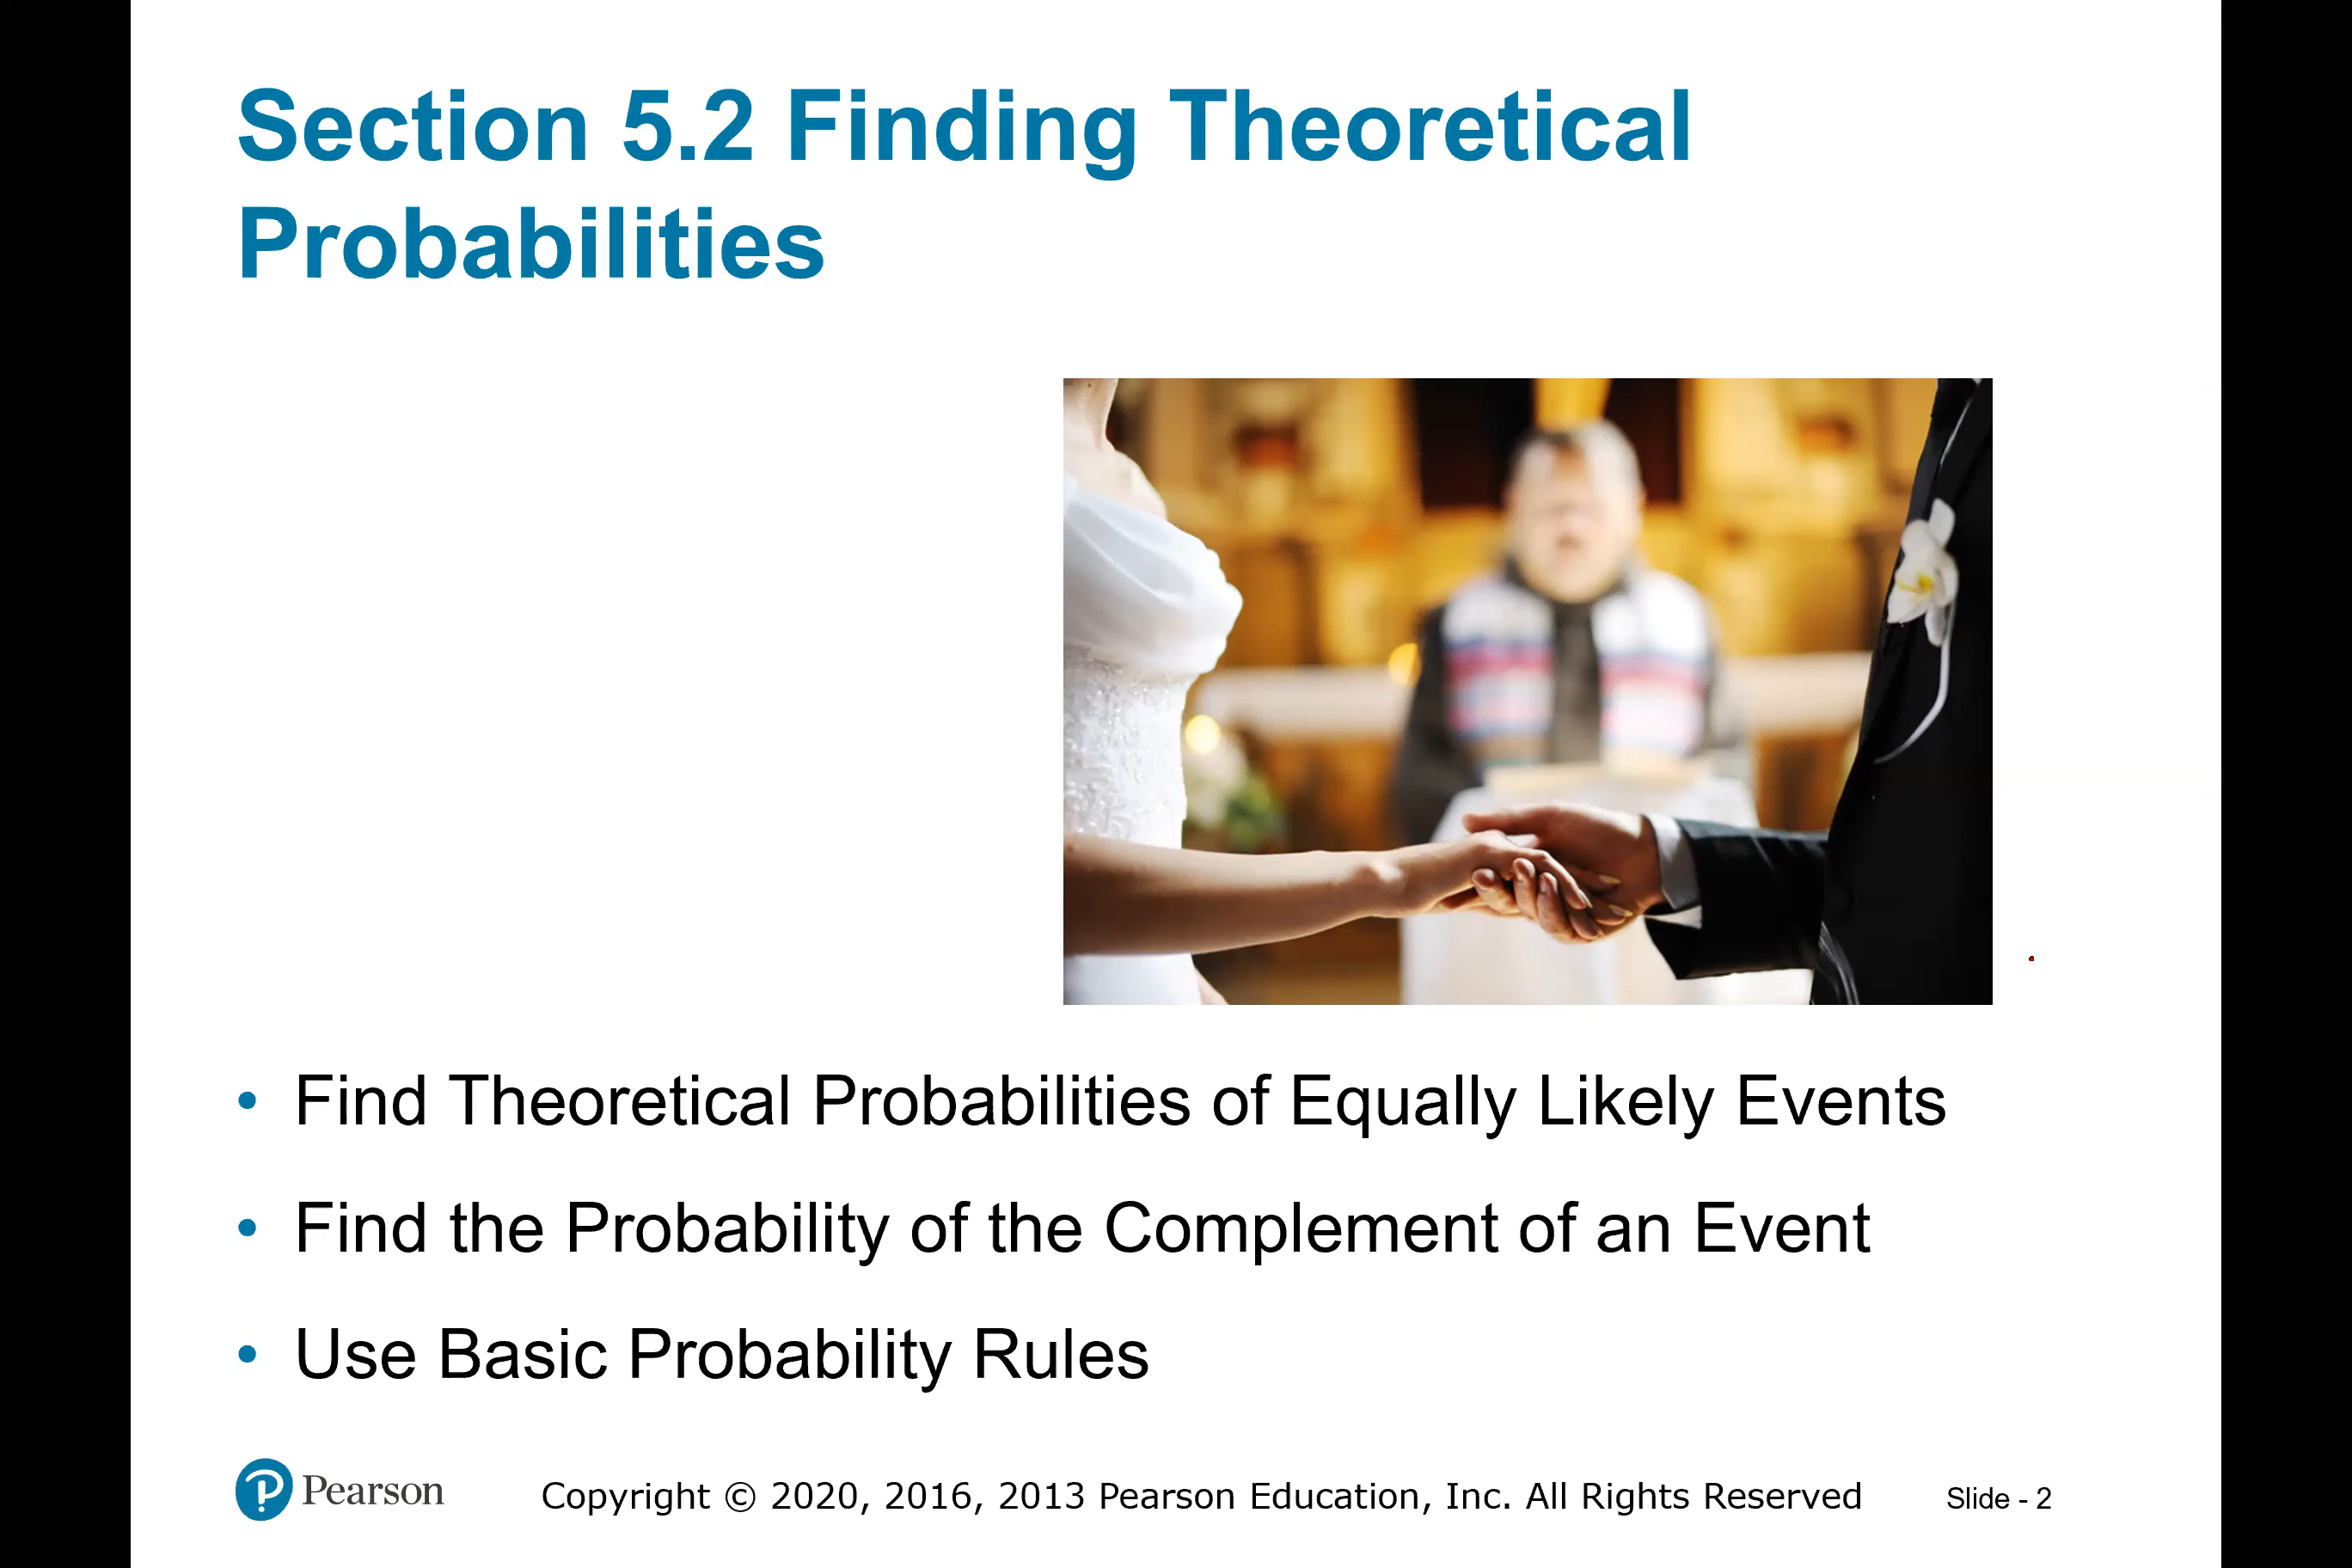 Section 5.2 Finding Theoretical
Probabilities
• Find Theoretical Probabilities of Equally Likely Events
• Find the Probability of the Complement of an Event
• Use Basic Probability Rules
Pearson
Copyright © 2020, 2016, 2013 Pearson Education, Inc. All Rights Reserved
Slide - 2